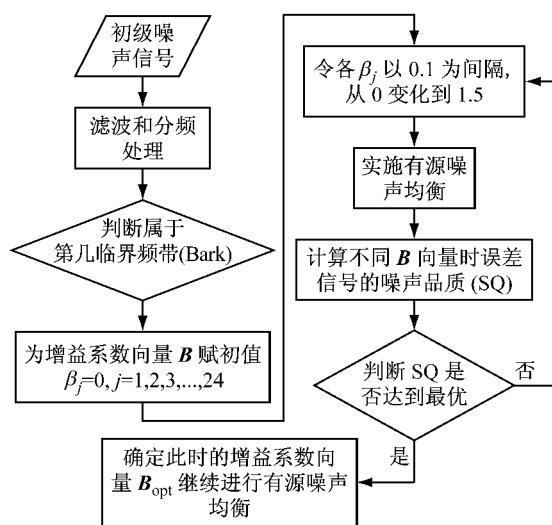 初级噪
声信号
滤波和分频
处理
判断属于
第几临界频带(Bark)
为增益系数向量 B 赋初值
βj=0, j=1,2,3,...,24
令各 βj 以 0.1 为间隔,
从 0 变化到 1.5
实施有源噪
声均衡
计算不同 B 向量时误差
信号的噪声品质 (SQ)
判断 SQ 是
否达到最优
否
是
确定此时的增益系数向
量 Bopt 继续进行有源噪声
均衡